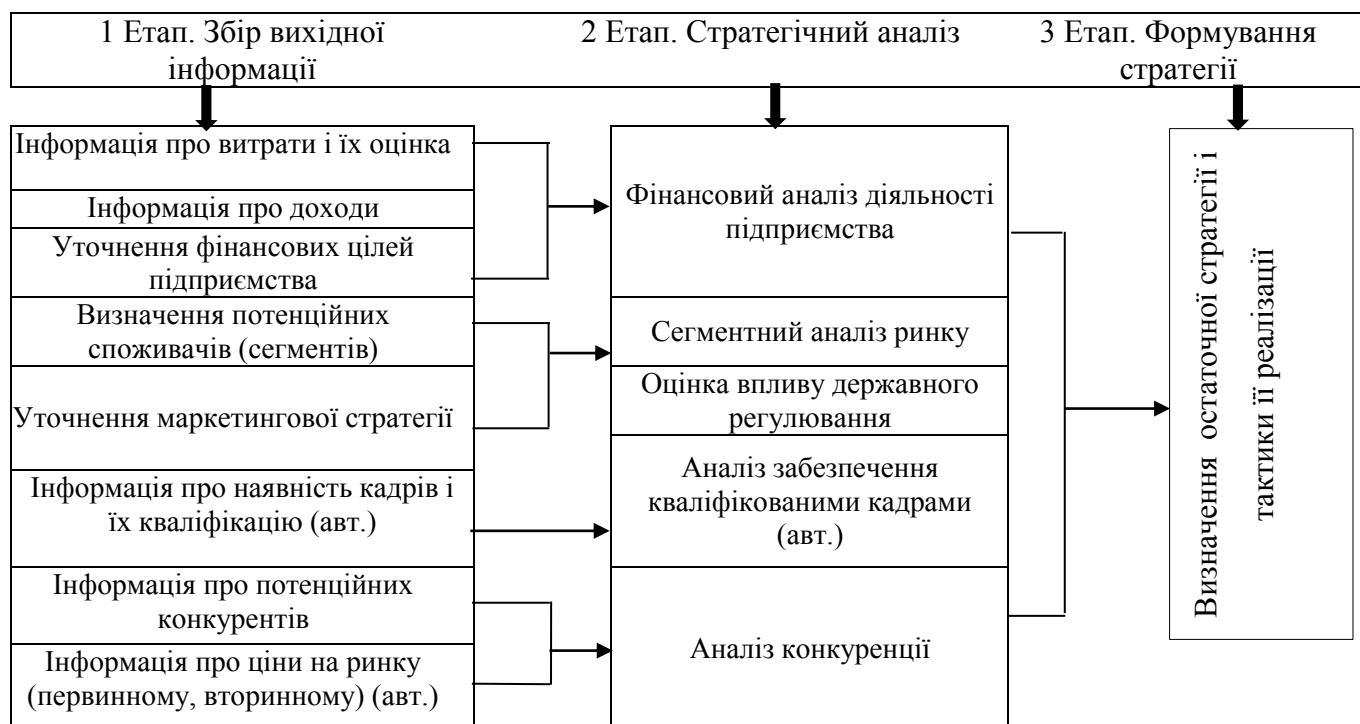 1 Етап. Збір вихідної
інформації
2 Етап. Стратегічний аналіз
3 Етап. Формування
стратегії
Інформація про витрати і їх оцінка
Інформація про доходи
Уточнення фінансових цілей
підприємства
Визначення потенційних
споживачів (сегментів)
Уточнення маркетингової стратегії
Інформація про наявність кадрів і
їх кваліфікацію (авт.)
Інформація про потенційних
конкурентів
Інформація про ціни на ринку
(первинному, вторинному) (авт.)
Фінансовий аналіз діяльності
підприємства
Сегментний аналіз ринку
Оцінка впливу державного
регулювання
Аналіз забезпечення
кваліфікованими кадрами
(авт.)
Аналіз конкуренції
Визначення остаточної стратегії і
тактики її реалізації